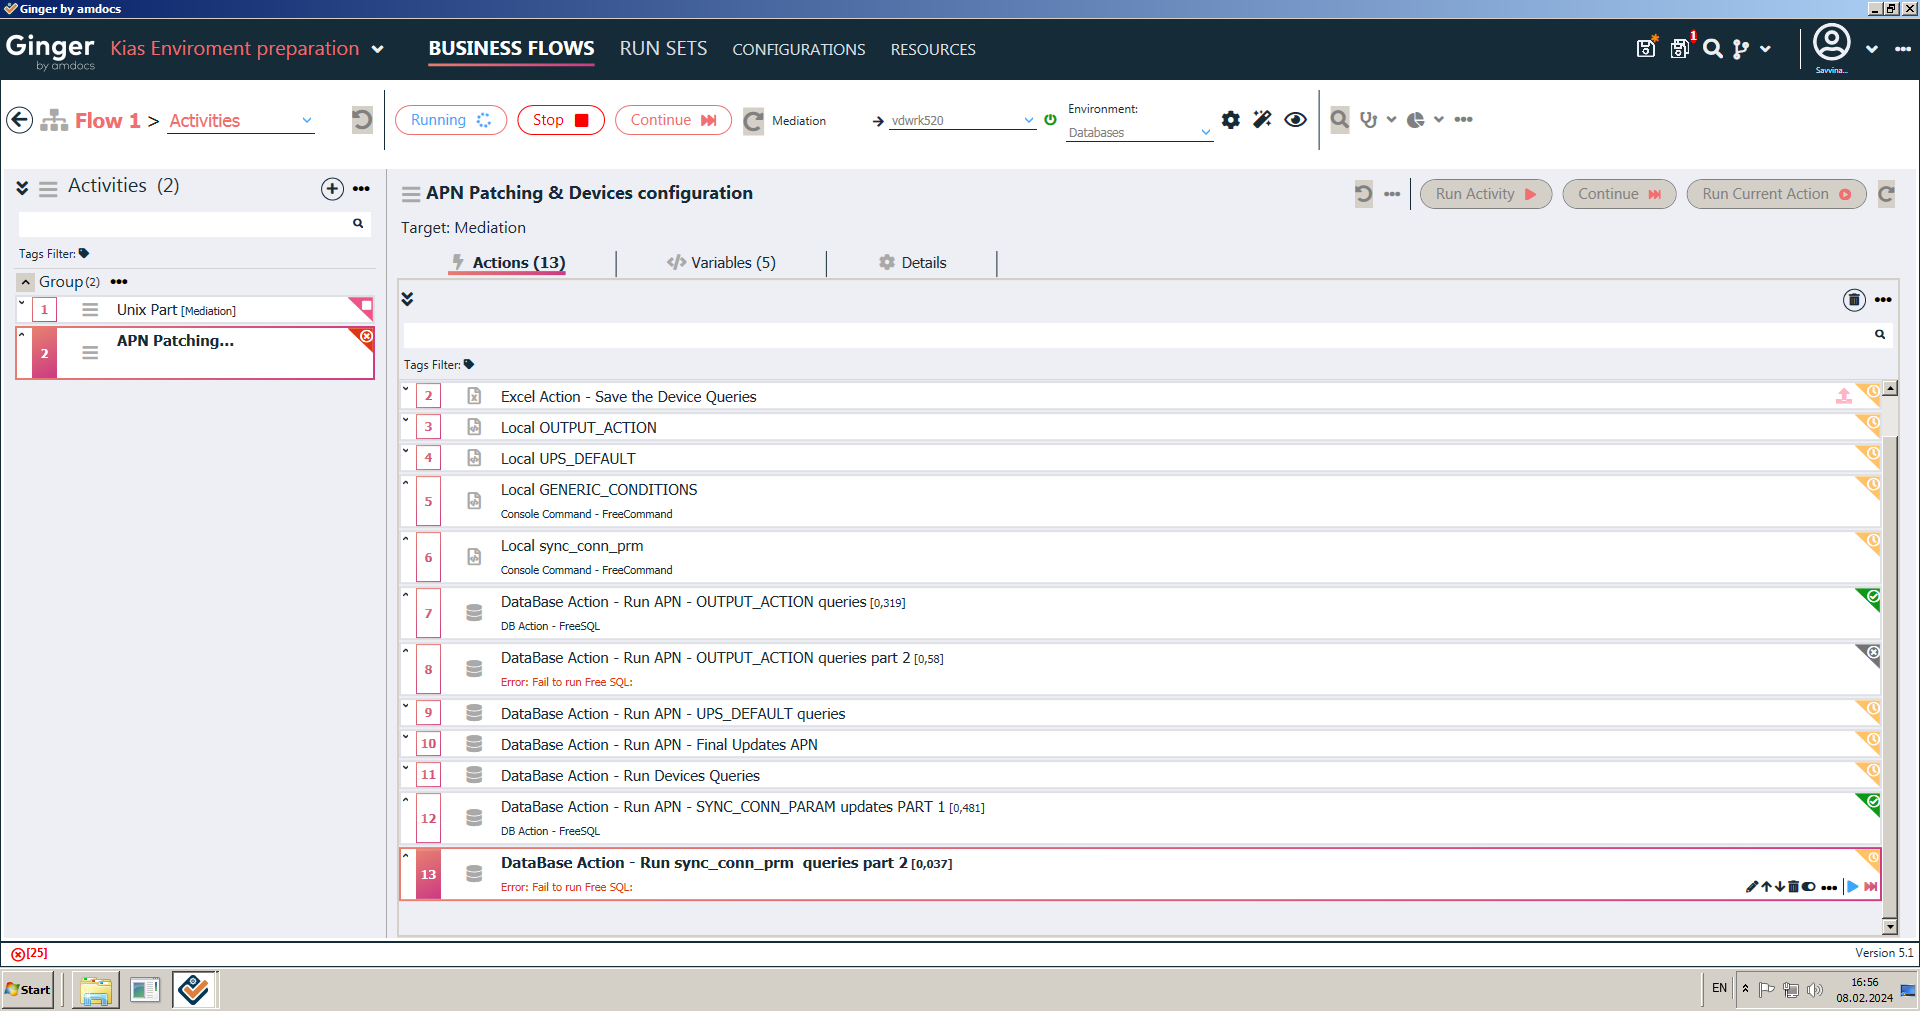 Ginger by amdocs
Ginger
by amdocs
Kias Enviroment preparation
BUSINESS FLOWS
RUN SETS
CONFIGURATIONS
RESOURCES
1
Savvina...
Flow 1 > Activities
Running
Stop
Continue
Mediation
vdwrk520
Environment:
Databases
Activities (2)
Tags Filter:
Group(2)
1 Unix Part [Mediation]
2 APN Patching...
APN Patching & Devices configuration
Run Activity
Continue
Run Current Action
Target: Mediation
Actions (13)
Variables (5)
Details
Tags Filter:
2 Excel Action - Save the Device Queries
3 Local OUTPUT_ACTION
4 Local UPS_DEFAULT
5 Local GENERIC_CONDITIONS
Console Command - FreeCommand
6 Local sync_conn_prm
Console Command - FreeCommand
7 DataBase Action - Run APN - OUTPUT_ACTION queries [0,319]
DB Action - FreeSQL
8 DataBase Action - Run APN - OUTPUT_ACTION queries part 2 [0,58]
Error: Fail to run Free SQL:
9 DataBase Action - Run APN - UPS_DEFAULT queries
10 DataBase Action - Run APN - Final Updates APN
11 DataBase Action - Run Devices Queries
12 DataBase Action - Run APN - SYNC_CONN_PARAM updates PART 1 [0,481]
DB Action - FreeSQL
13 DataBase Action - Run sync_conn_prm queries part 2 [0,037]
Error: Fail to run Free SQL:
[25]
Version 5.1
Start
EN
16:56
08.02.2024